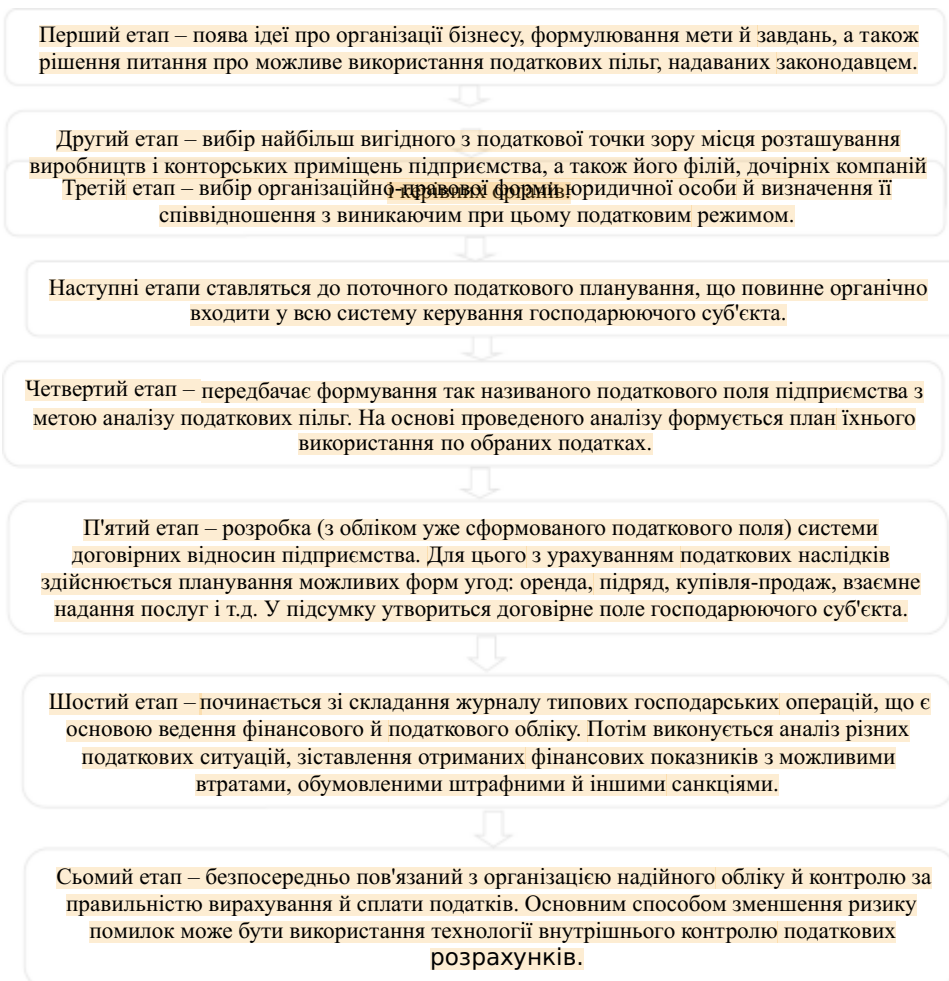 Перший етап – поява ідеї про організації бізнесу, формулювання мети й завдань, а також
рішення питання про можливе використання податкових пільг, надаваних законодавцем.
Другий етап – вибір найбільш вигідного з податкової точки зору місця розташування
виробництв і конторських приміщень підприємства, а також його філій, дочірніх компаній
і керівних органів.
Третій етап – вибір організаційно-правової форми юридичної особи й визначення її
співвідношення з виникаючим при цьому податковим режимом.
Наступні етапи ставляться до поточного податкового планування, що повинне органічно
входити у всю систему керування господарюючого суб'єкта.
Четвертий етап – передбачає формування так називаного податкового поля підприємства з
метою аналізу податкових пільг. На основі проведеного аналізу формується план їхнього
використання по обраних податках.
П'ятий етап – розробка (з обліком уже сформованого податкового поля) системи
договірних відносин підприємства. Для цього з урахуванням податкових наслідків
здійснюється планування можливих форм угод: оренда, підряд, купівля-продаж, взаємне
надання послуг і т.д. У підсумку утвориться договірне поле господарюючого суб'єкта.
Шостий етап – починається зі складання журналу типових господарських операцій, що є
основою ведення фінансового й податкового обліку. Потім виконується аналіз різних
податкових ситуацій, зіставлення отриманих фінансових показників з можливими
втратами, обумовленими штрафними й іншими санкціями.
Сьомий етап – безпосередньо пов'язаний з організацією надійного обліку й контролю за
правильністю вирахування й сплати податків. Основним способом зменшення ризику
помилок може бути використання технології внутрішнього контролю податкових
розрахунків.